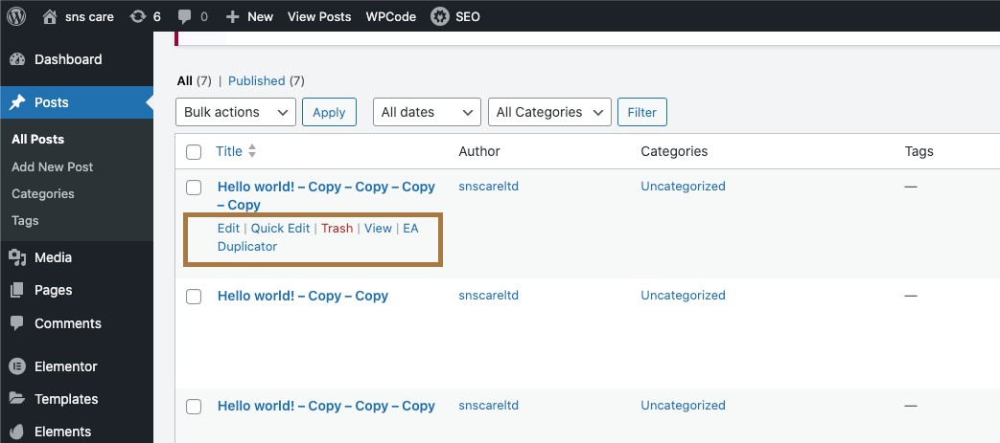 sns care 6 0 New View Posts WPCode SEO
Dashboard
Posts
All Posts
Add New Post
Categories
Tags
Media
Pages
Comments
Elementor
Templates
Elements
All (7) | Published (7)
Bulk actions Apply All dates All Categories Filter
Title Author Categories Tags
Hello world! – Copy – Copy – Copy snscareltd Uncategorized —
– Copy
Edit | Quick Edit | Trash | View | EA
Duplicator
Hello world! – Copy – Copy snscareltd Uncategorized —
Hello world! – Copy – Copy – Copy snscareltd Uncategorized —